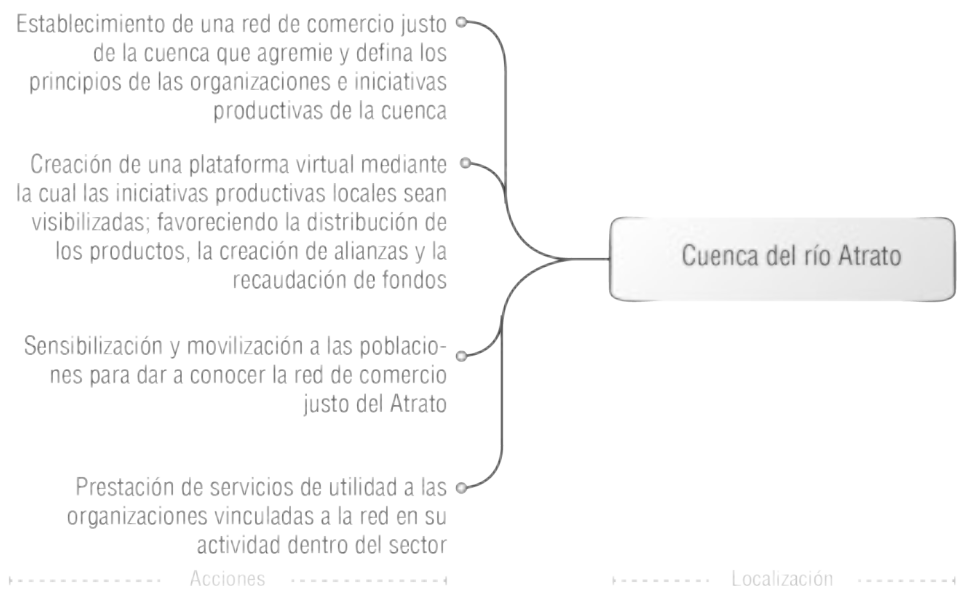 Establecimiento de una red de comercio justo
de la cuenca que agremie y defina los
principios de las organizaciones e iniciativas
productivas de la cuenca
Creación de una plataforma virtual mediante
la cual las iniciativas productivas locales sean
visibilizadas; favoreciendo la distribución de
los productos, la creación de alianzas y la
recaudación de fondos
Sensibilización y movilización a las poblacio-
nes para dar a conocer la red de comercio
justo del Atrato
Prestación de servicios de utilidad a las
organizaciones vinculadas a la red en su
actividad dentro del sector
Cuenca del río Atrato
Acciones
Localización